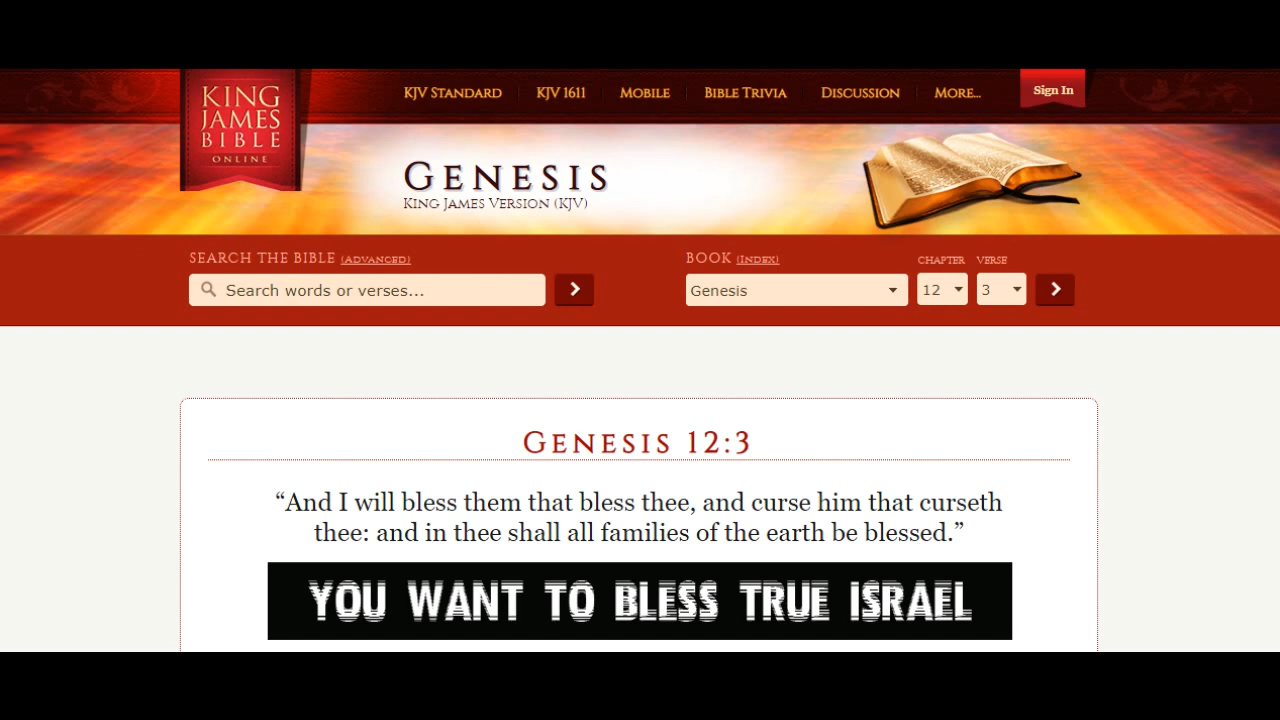 KING
JAMES
BIBLE
ONLINE
KJV STANDARD KJV 1611 MOBILE BIBLE TRIVIA DISCUSSION MORE... Sign In
GENESIS
KING JAMES VERSION (KJV)
SEARCH THE BIBLE (ADVANCED) BOOK (INDEX) CHAPTER VERSE
Search words or verses... Genesis 12 3
GENESIS 12:3
“And I will bless them that bless thee, and curse him that curseth
thee: and in thee shall all families of the earth be blessed.”
YOU WANT TO BLESS TRUE ISRAEL